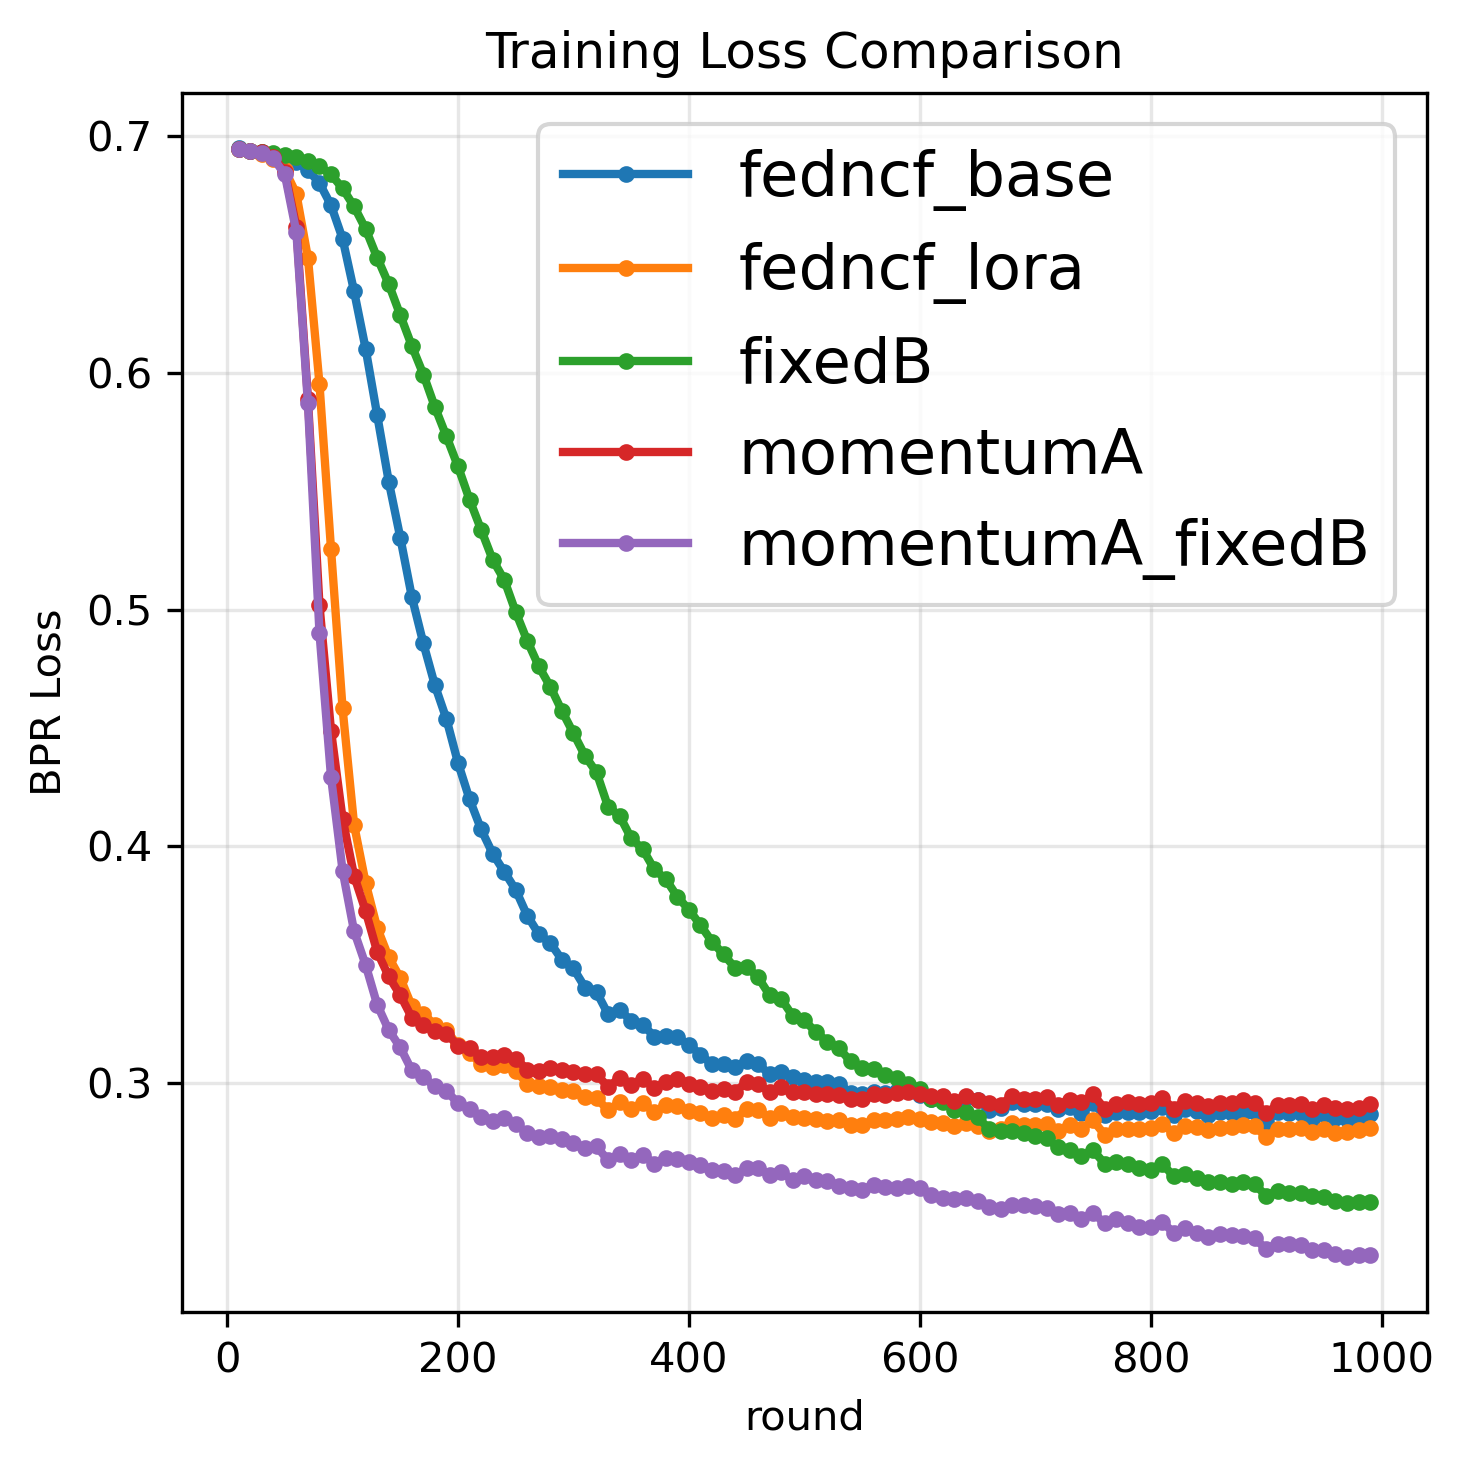 Training Loss Comparison
0.7
0.6
0.5
0.4
0.3
BPR Loss
fedncf_base
fedncf_lora
fixedB
momentumA
momentumA_fixedB
0 200 400 600 800 1000
round